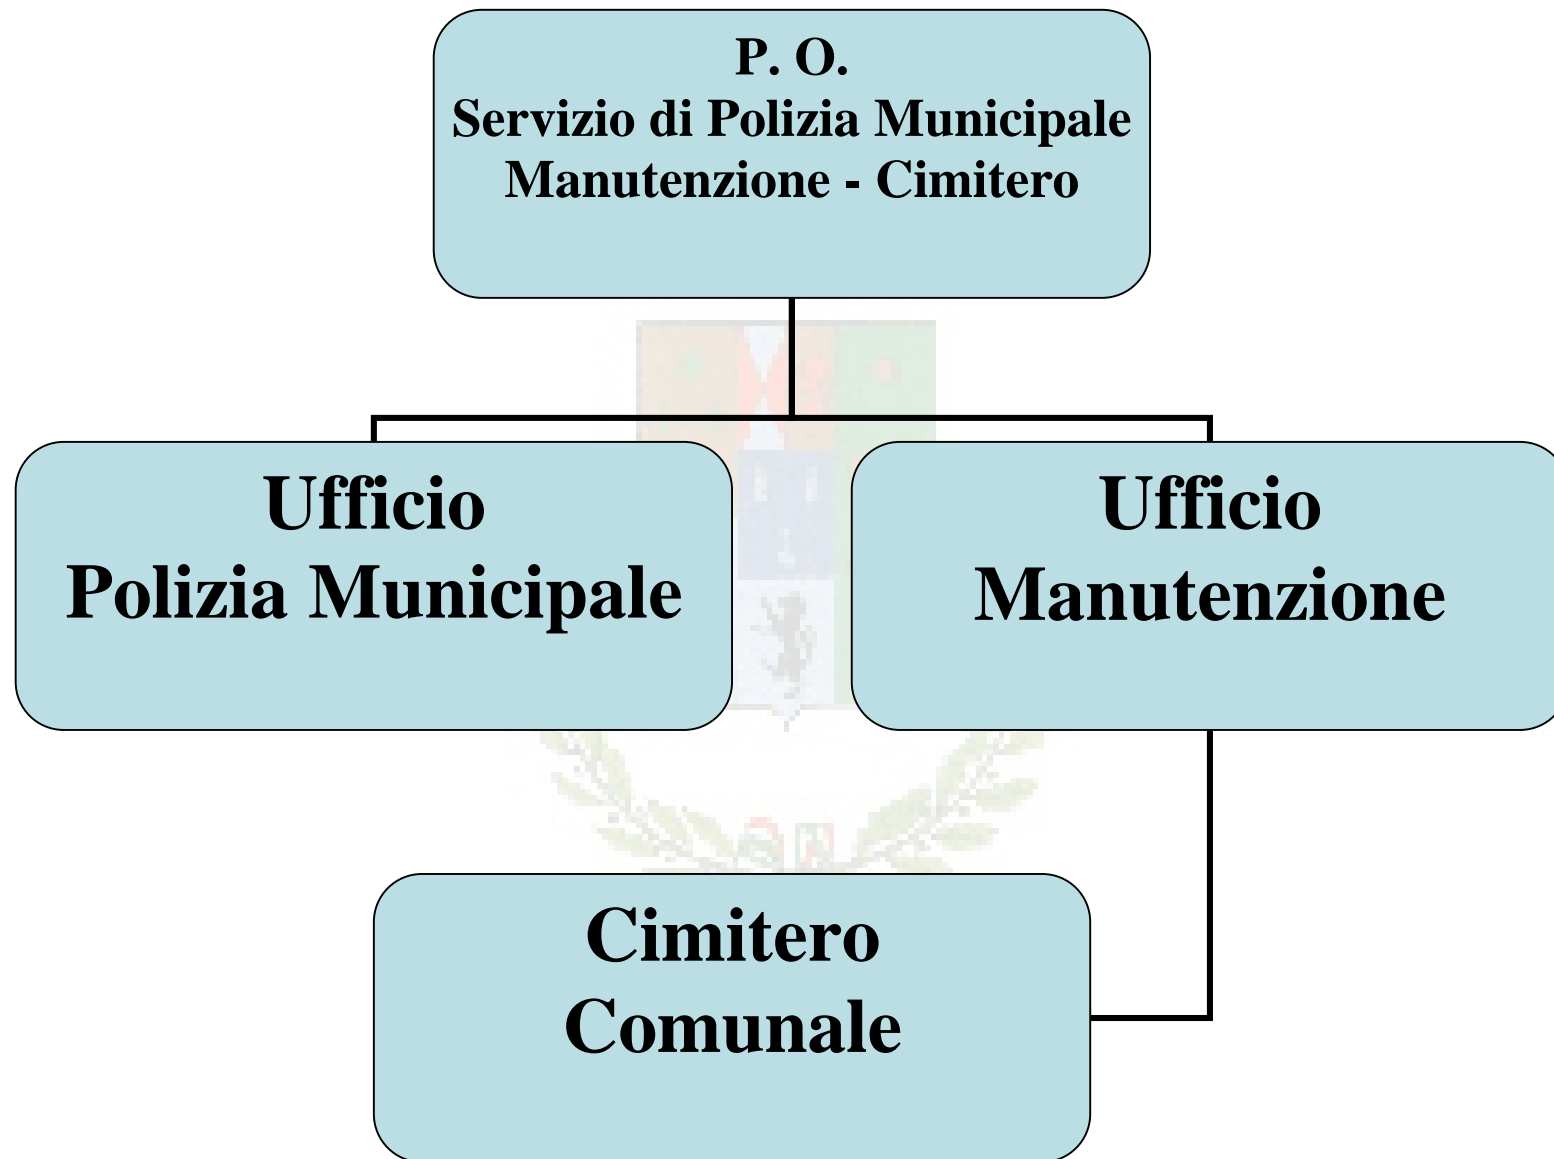 P. O.
Servizio di Polizia Municipale
Manutenzione - Cimitero
Ufficio
Polizia Municipale
Ufficio
Manutenzione
Cimitero
Comunale